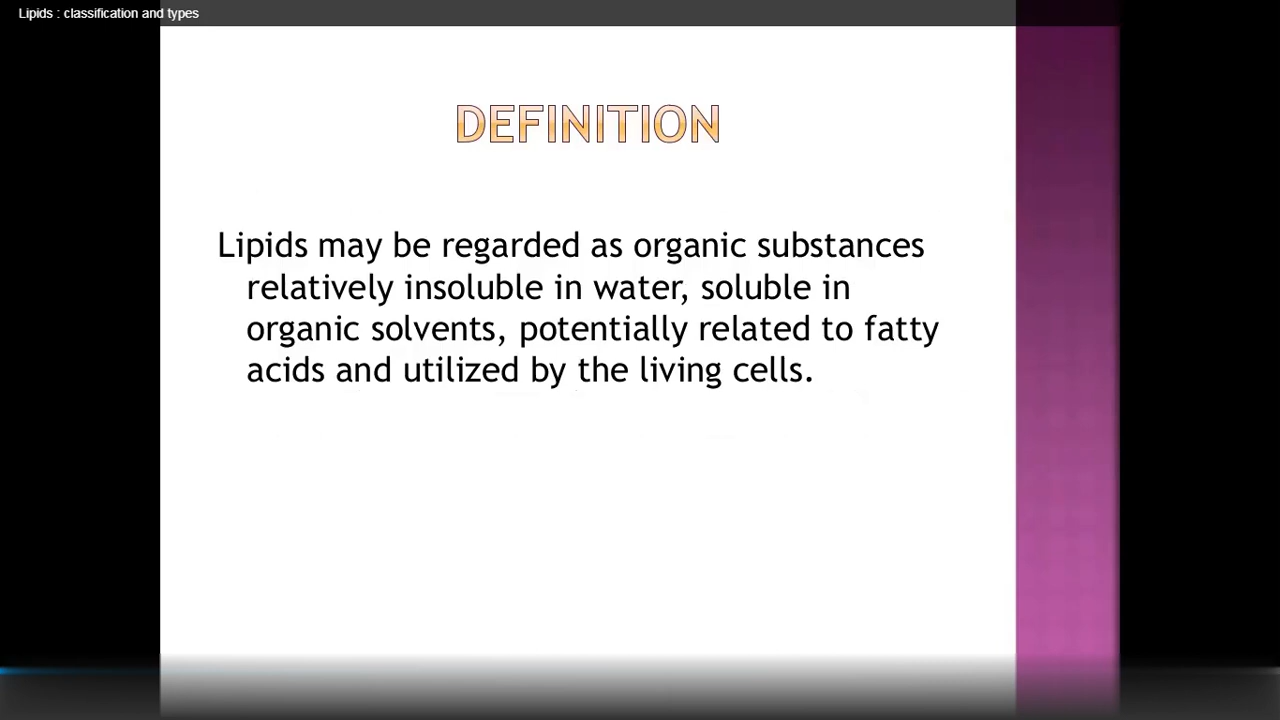 Lipids : classification and types
DEFINITION
Lipids may be regarded as organic substances
relatively insoluble in water, soluble in
organic solvents, potentially related to fatty
acids and utilized by the living cells.